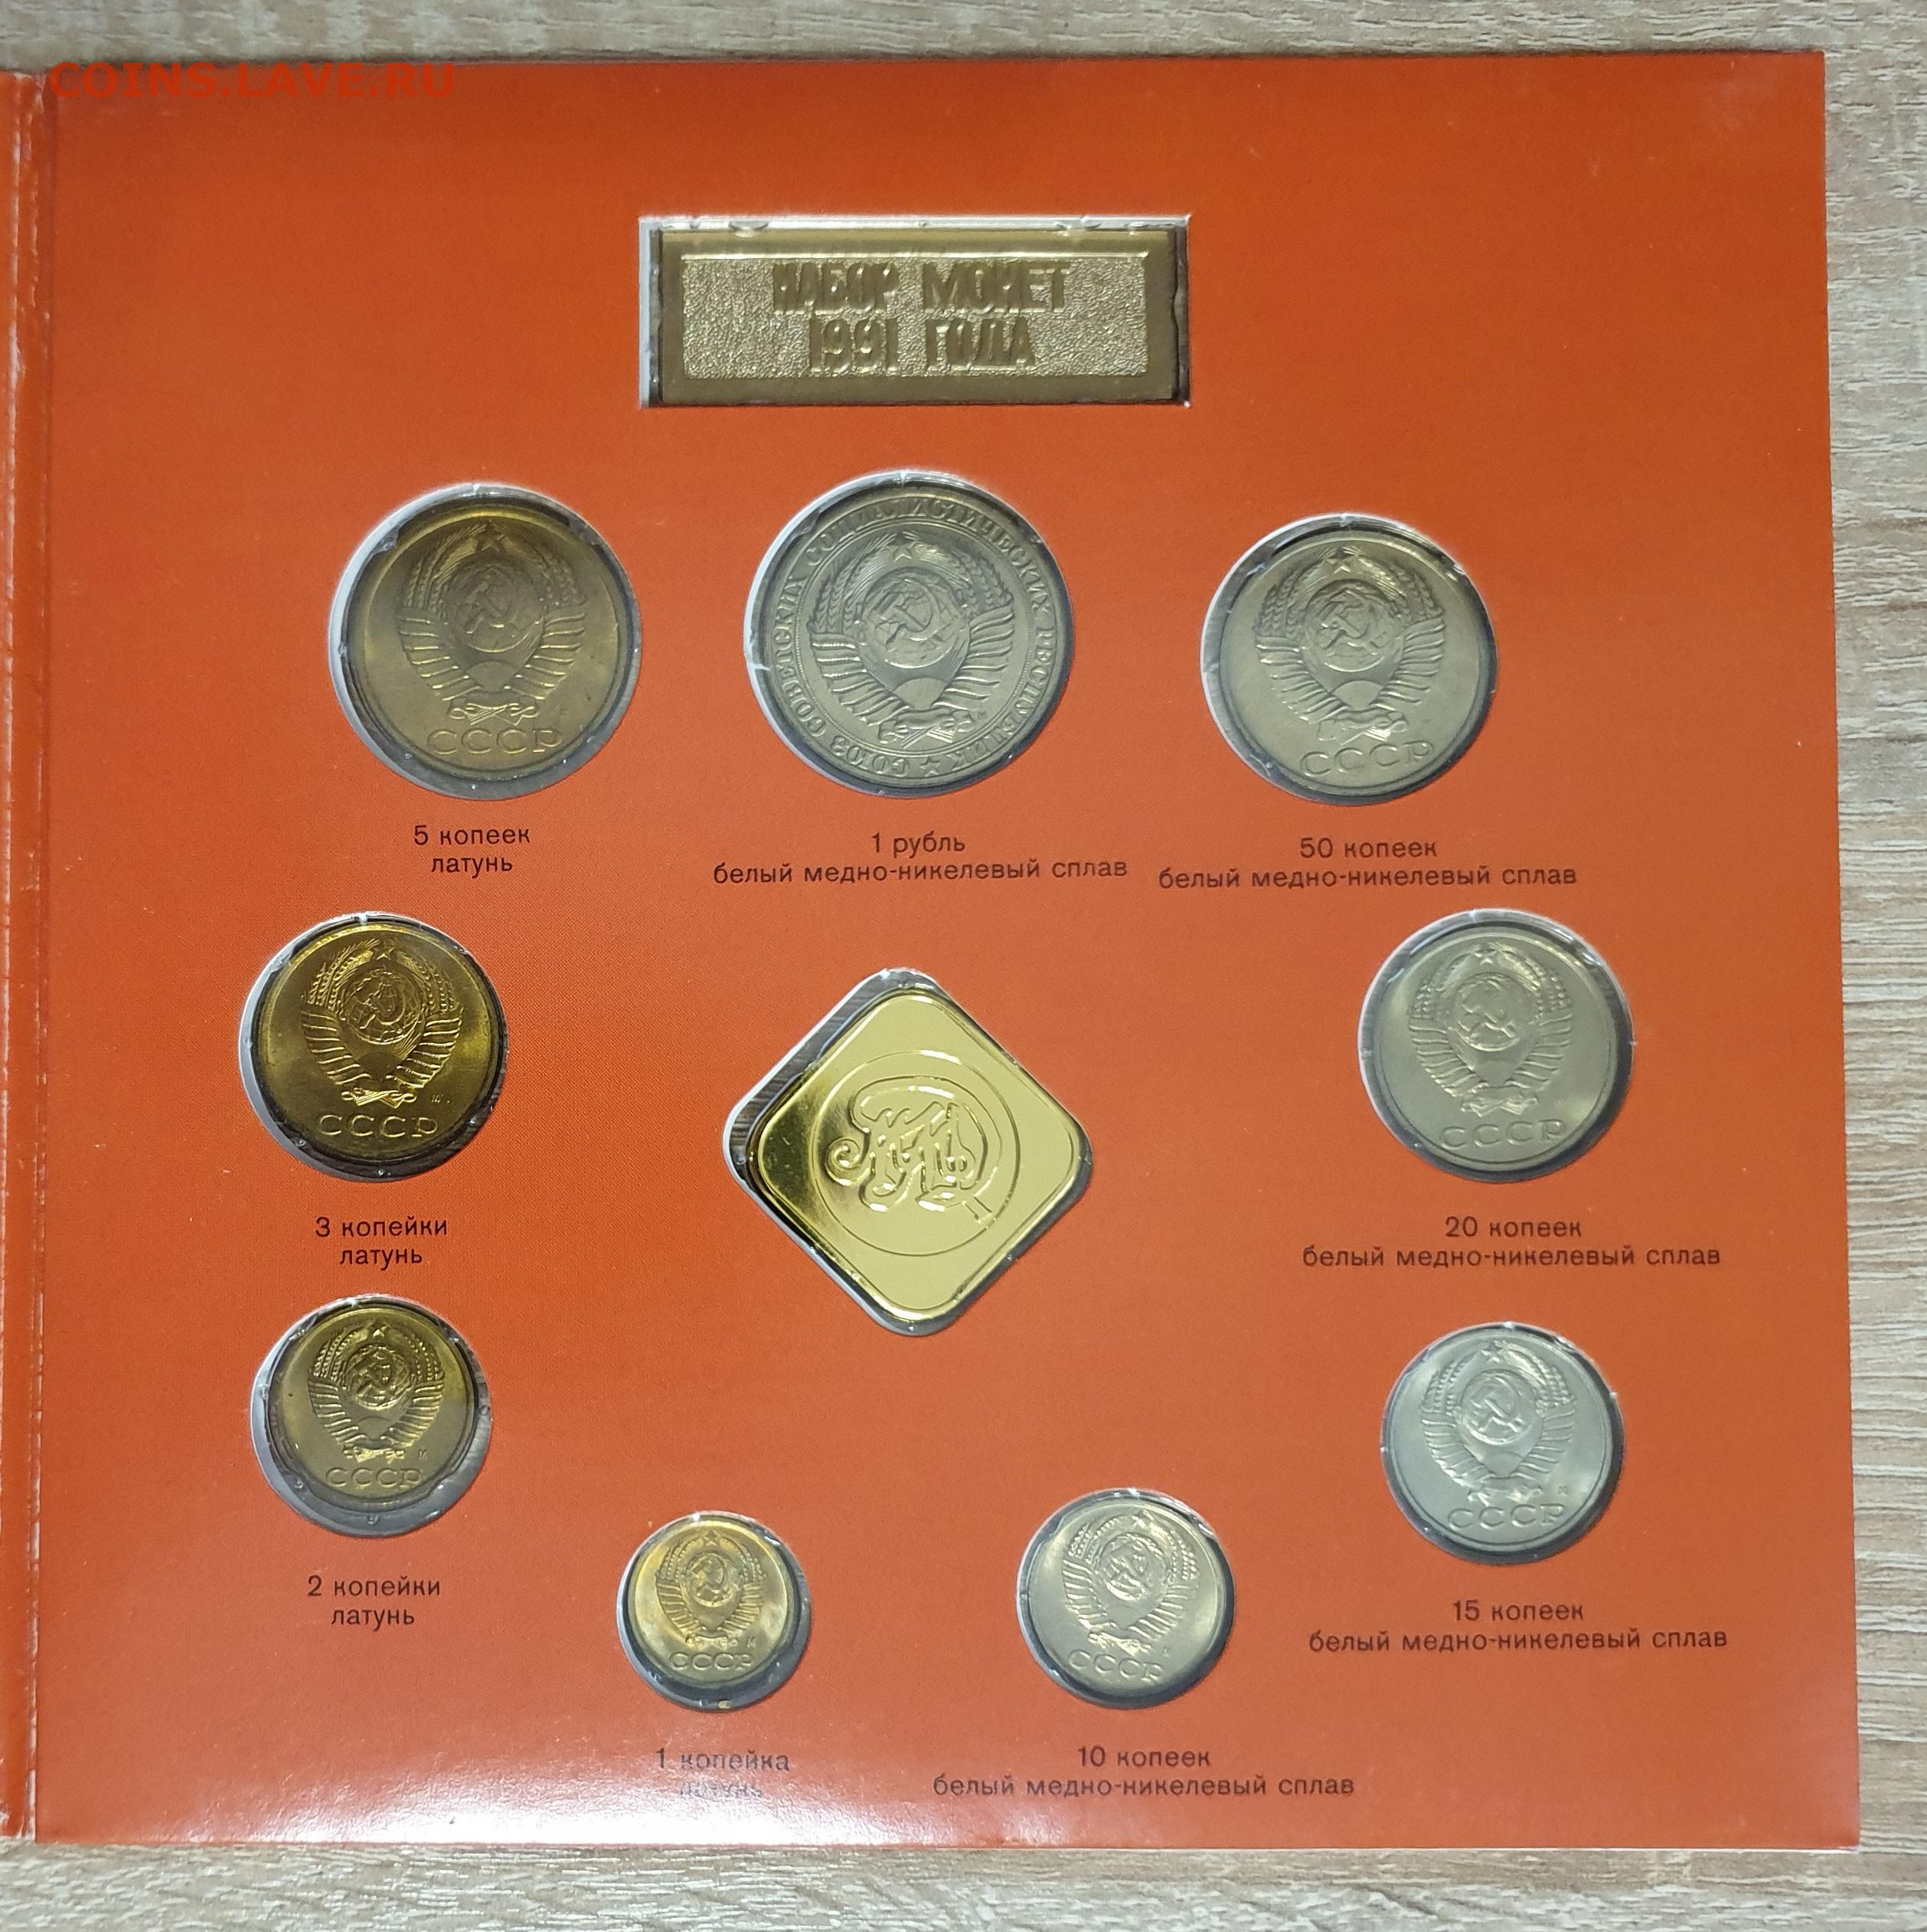 COINS.LAVE.RU
НАБОР МОНЕТ
1991 ГОДА
СССР
СОЮЗ СОВЕТСКИХ СОЦИАЛИСТИЧЕСКИХ РЕСПУБЛИК
М
СССР
Л
5 копеек
латунь
1 рубль
белый медно-никелевый сплав
50 копеек
белый медно-никелевый сплав
СССР
М
СССР
3 копейки
латунь
20 копеек
белый медно-никелевый сплав
СССР
М
СССР
М
2 копейки
латунь
15 копеек
белый медно-никелевый сплав
СССР
М
СССР
М
1 копейка
латунь
10 копеек
белый медно-никелевый сплав